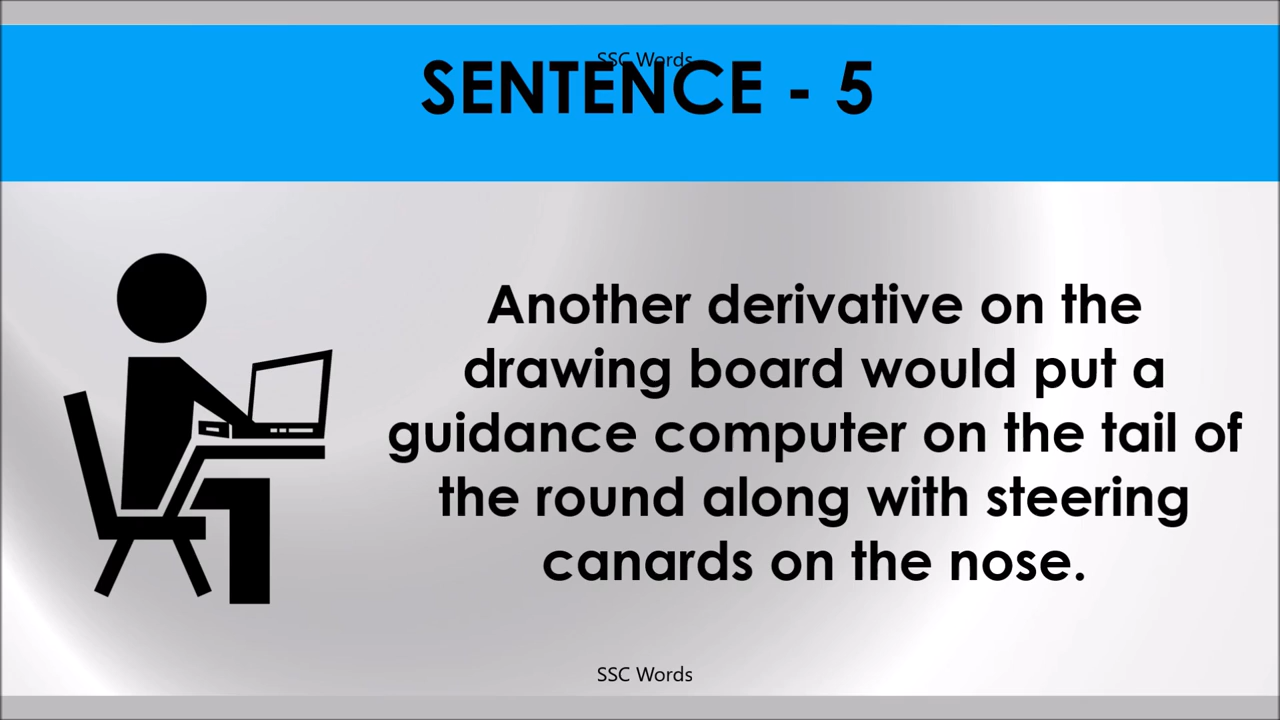 SSC Words
SENTENCE - 5
Another derivative on the
drawing board would put a
guidance computer on the tail of
the round along with steering
canards on the nose.
SSC Words